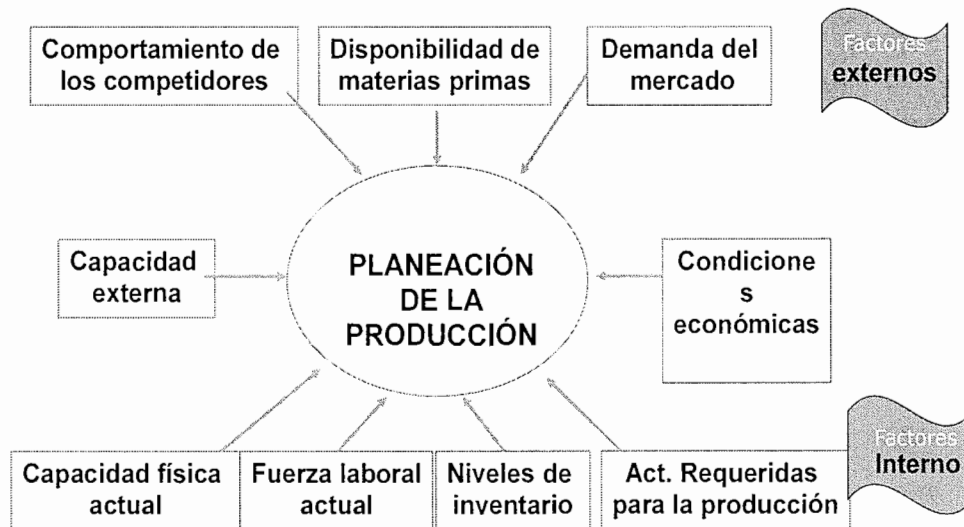 Comportamiento de
los competidores
Disponibilidad de
materias primas
Demanda del
mercado
Factores
externos
Capacidad
externa
PLANEACIÓN
DE LA
PRODUCCIÓN
Condicione
s
económicas
Capacidad física
actual
Fuerza laboral
actual
Niveles de
inventario
Act. Requeridas
para la producción
Factores
Interno